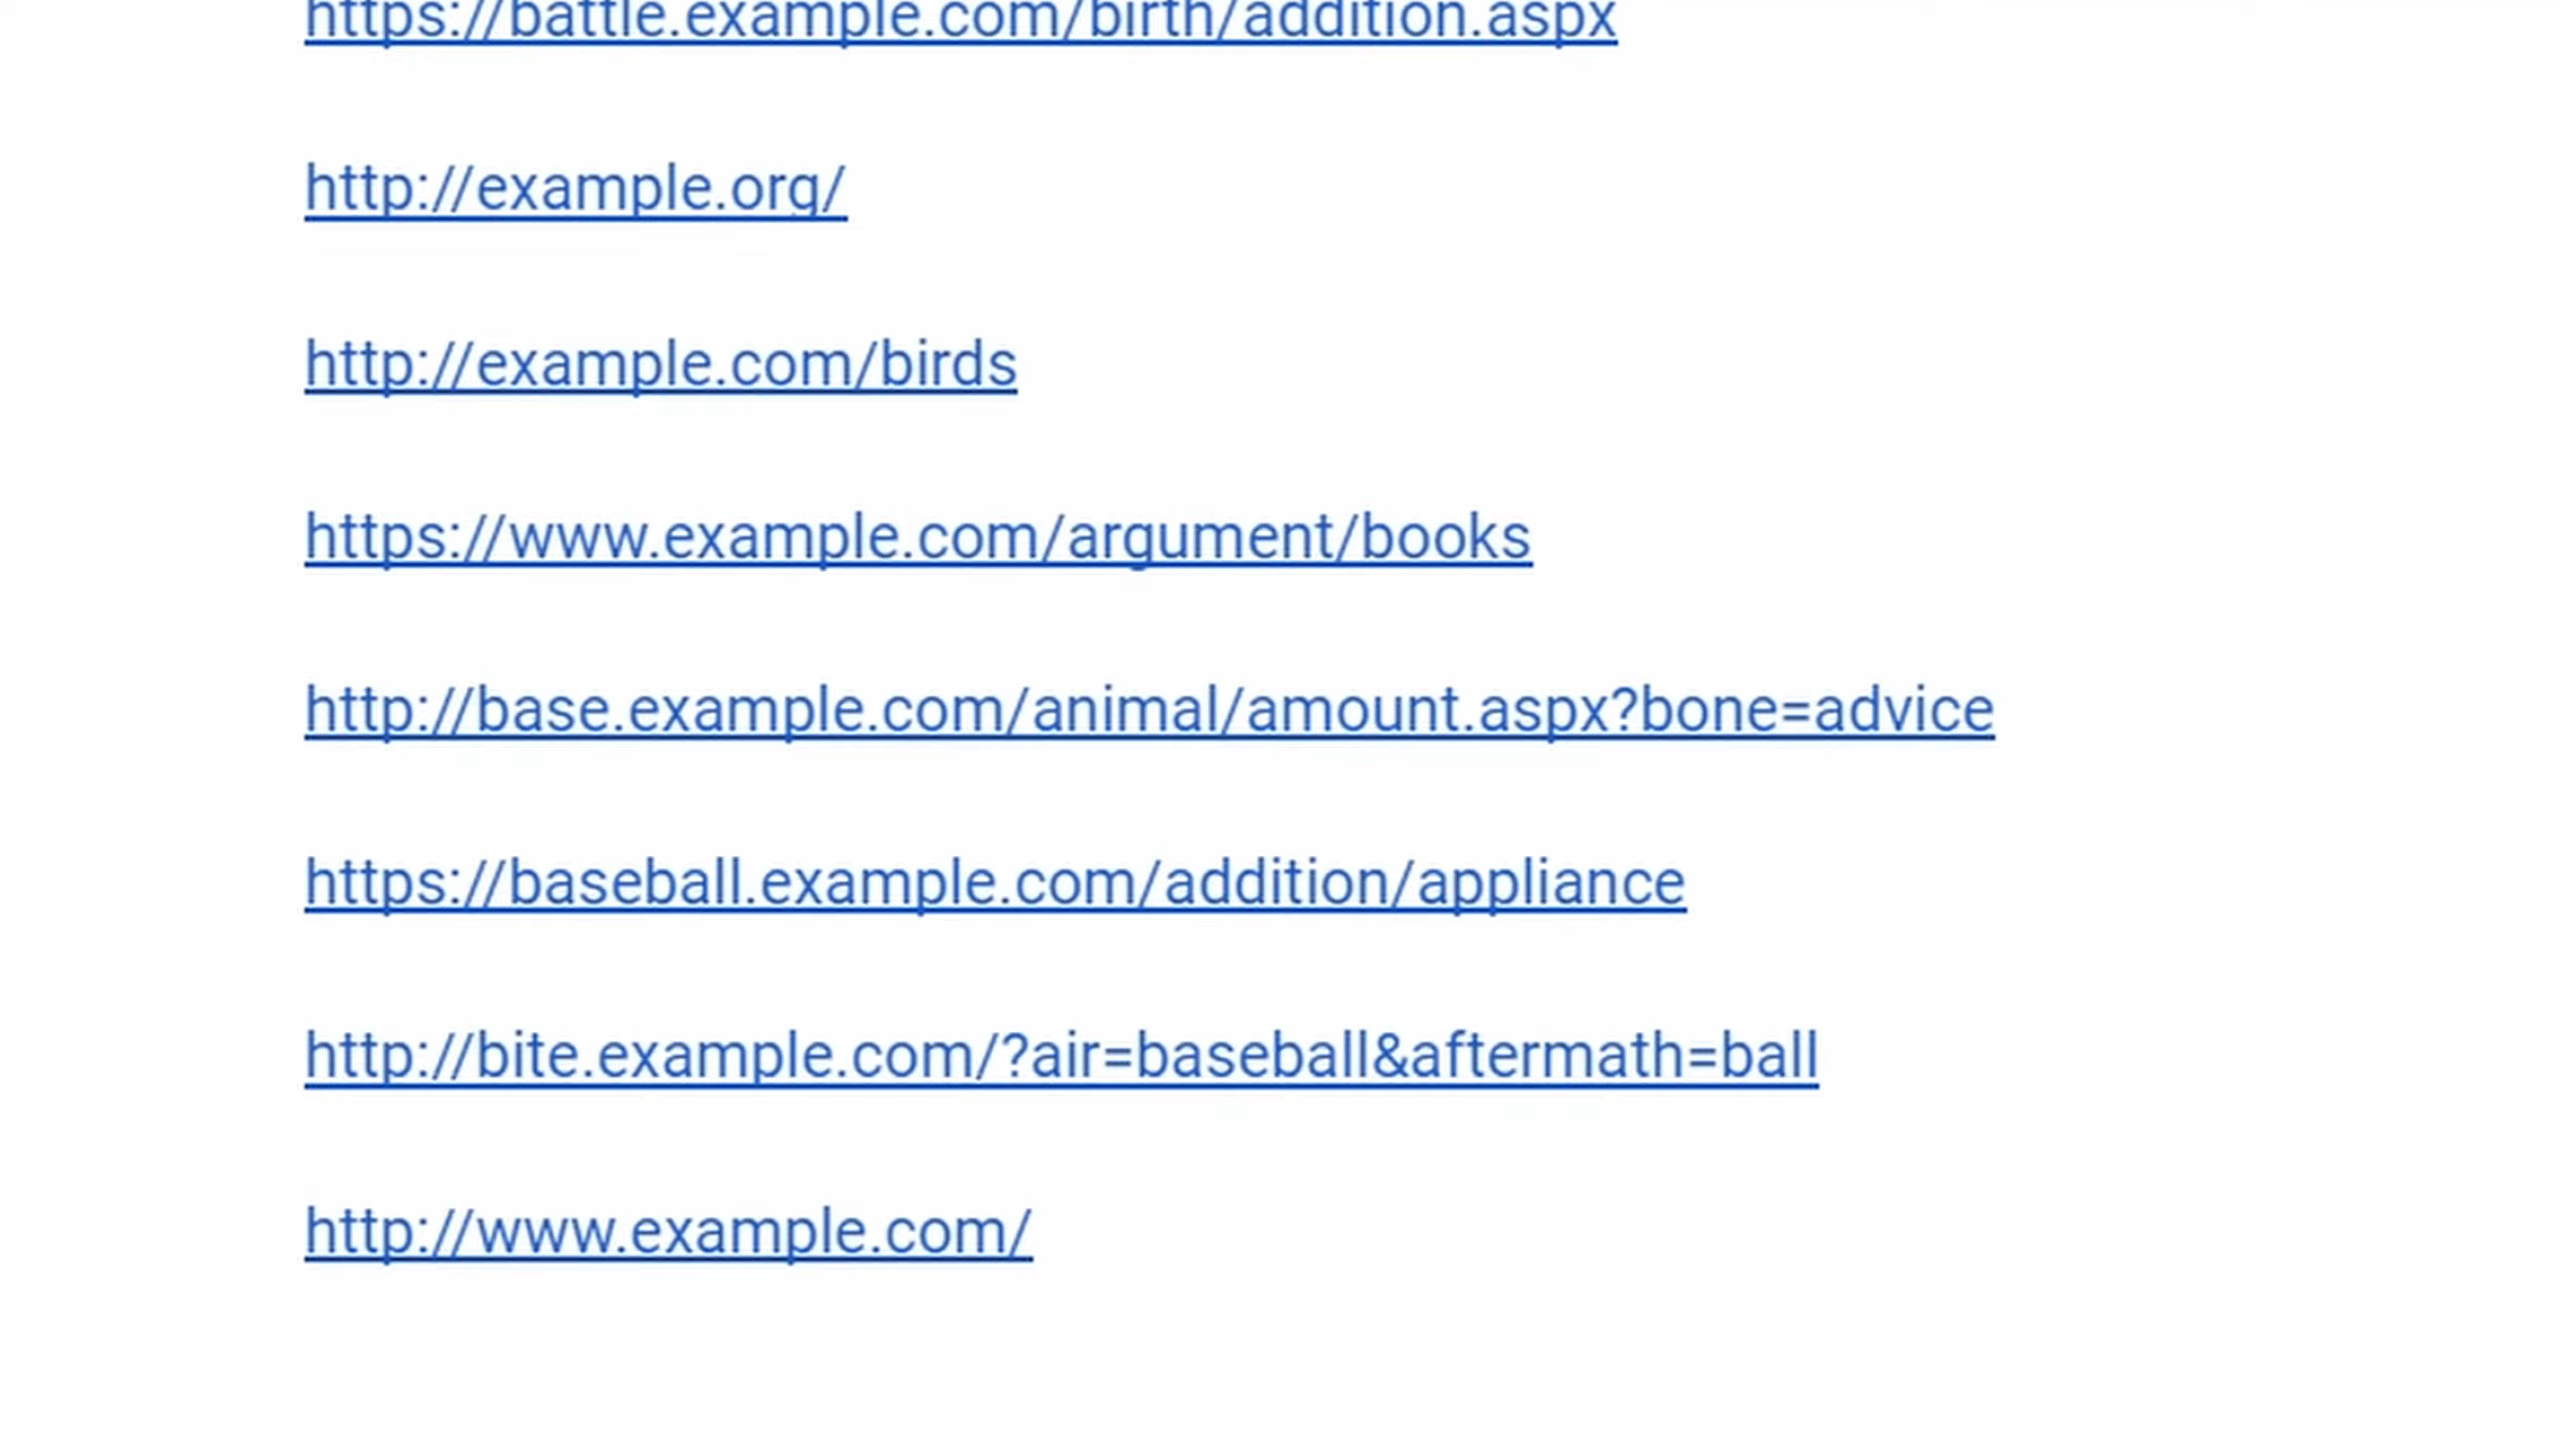 https://battle.example.com/birth/addition.aspx
http://example.org/
http://example.com/birds
https://www.example.com/argument/books
http://base.example.com/animal/amount.aspx?bone=advice
https://baseball.example.com/addition/appliance
http://bite.example.com/?air=baseball&aftermath=ball
http://www.example.com/